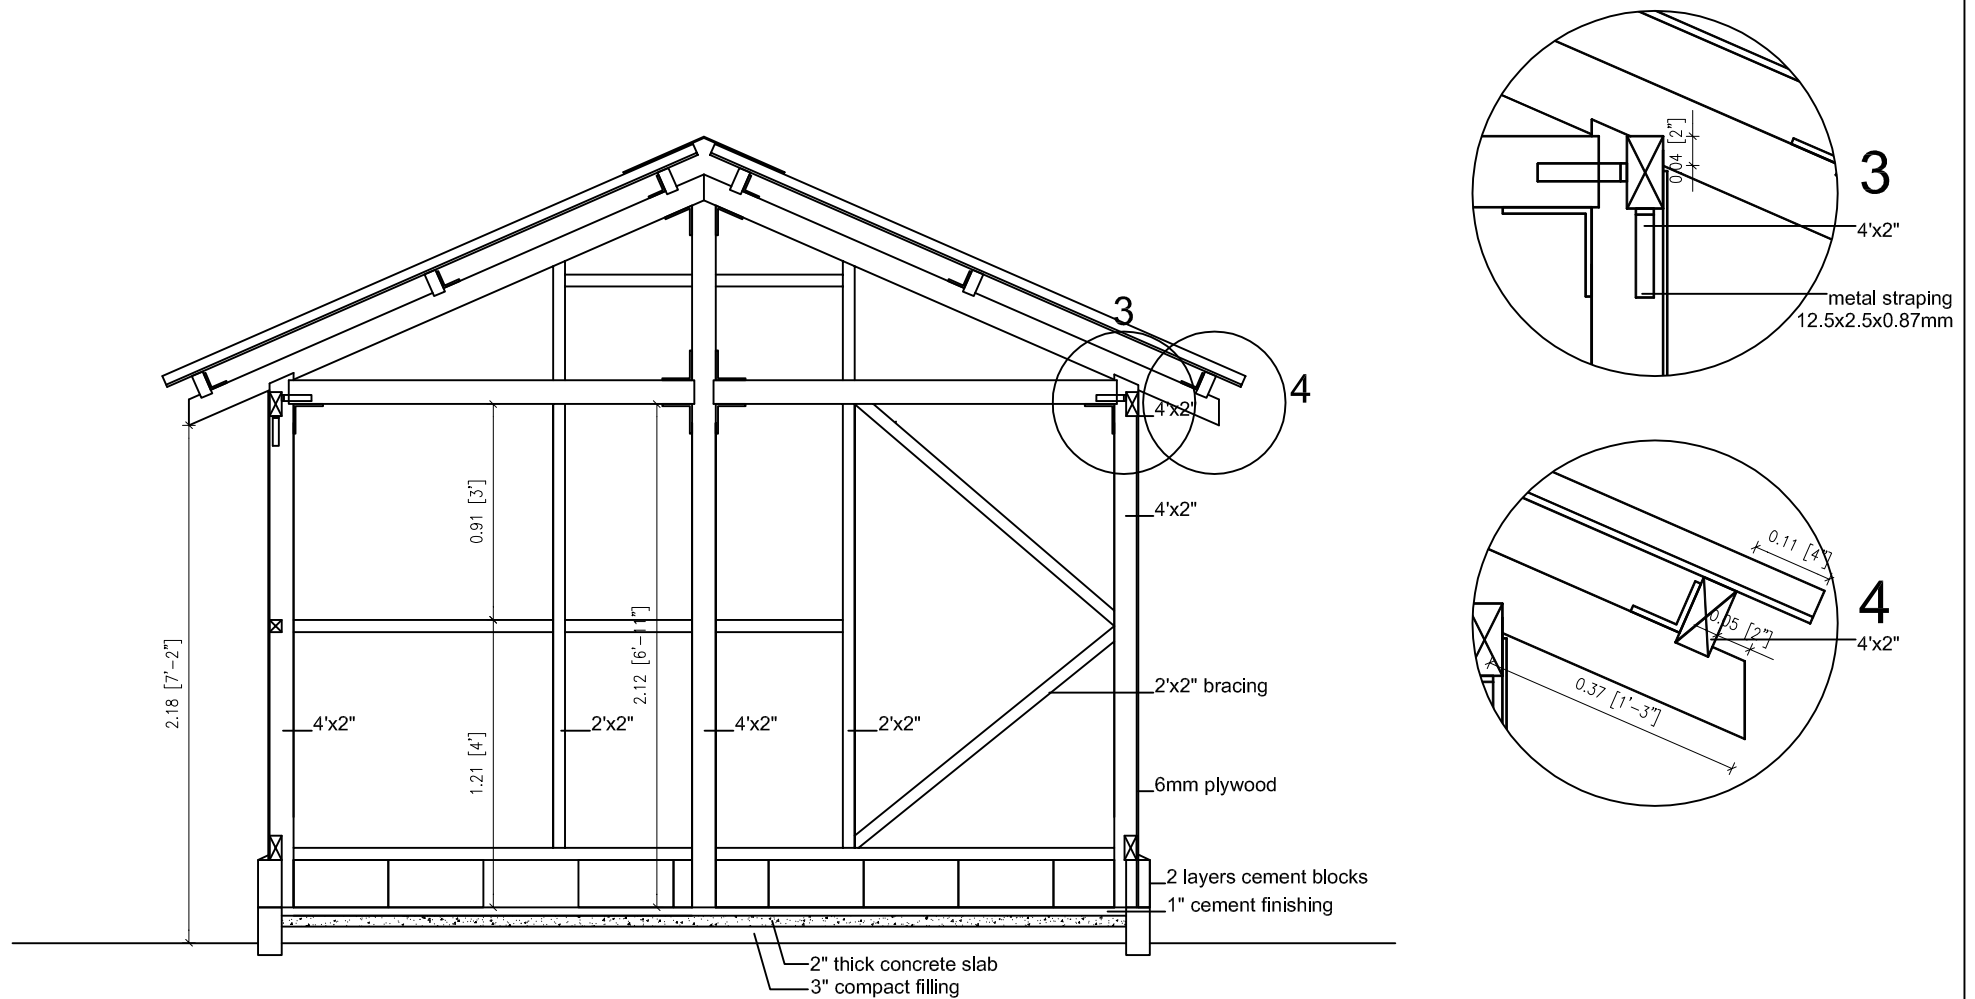 3
4
4'x2"
4'x2"
0.91 [3']
2.18 [7'-2"]
2.12 [6'-11"]
1.21 [4']
4'x2"
2'x2"
4'x2"
2'x2"
2'x2" bracing
6mm plywood
2 layers cement blocks
1" cement finishing
2" thick concrete slab
3" compact filling
0.04 [2"]
3
4'x2"
metal straping
12.5x2.5x0.87mm
0.11 [4"]
0.05 [2"]
4
4'x2"
0.37 [1'-3"]